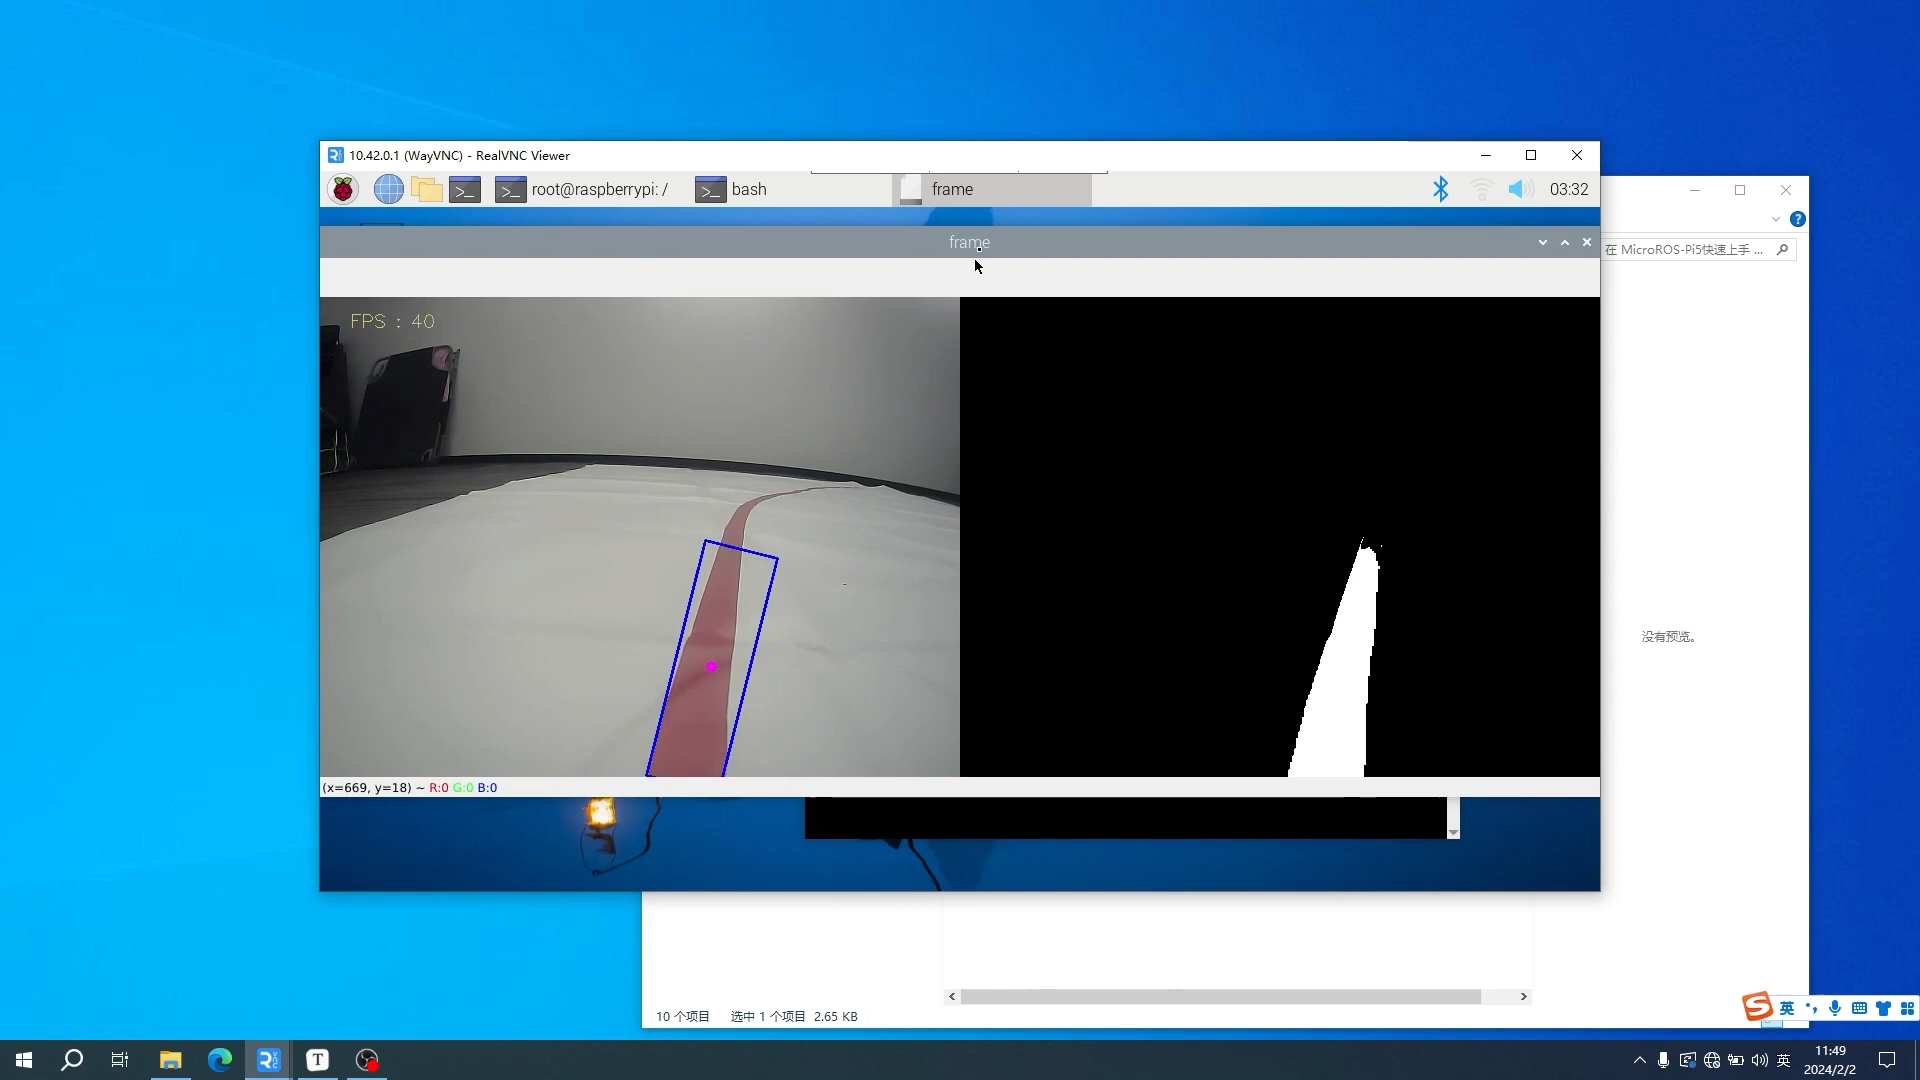 10.42.0.1 (WayVNC) - RealVNC Viewer
root@raspberrypi: /
bash
frame
03:32
frame
在 MicroROS-Pi5快速上手 ...
FPS : 40
没有预览。
(x=669, y=18) ~ R:0 G:0 B:0
10 个项目 选中 1 个项目 2.65 KB
英
T
英
11:49
2024/2/2